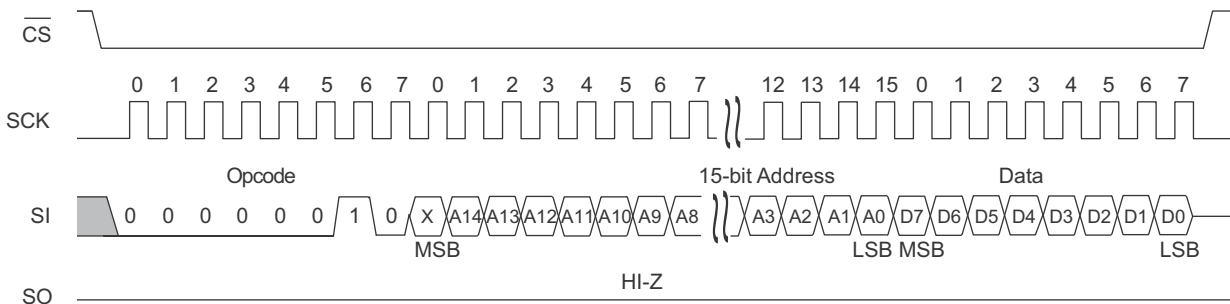 CS
0 1 2 3 4 5 6 7 0 1 2 3 4 5 6 7 12 13 14 15 0 1 2 3 4 5 6 7
SCK
Opcode 15-bit Address Data
SI 0 0 0 0 0 0 1 0 X A14 A13 A12 A11 A10 A9 A8 A3 A2 A1 A0 D7 D6 D5 D4 D3 D2 D1 D0
MSB LSB MSB LSB
HI-Z
SO